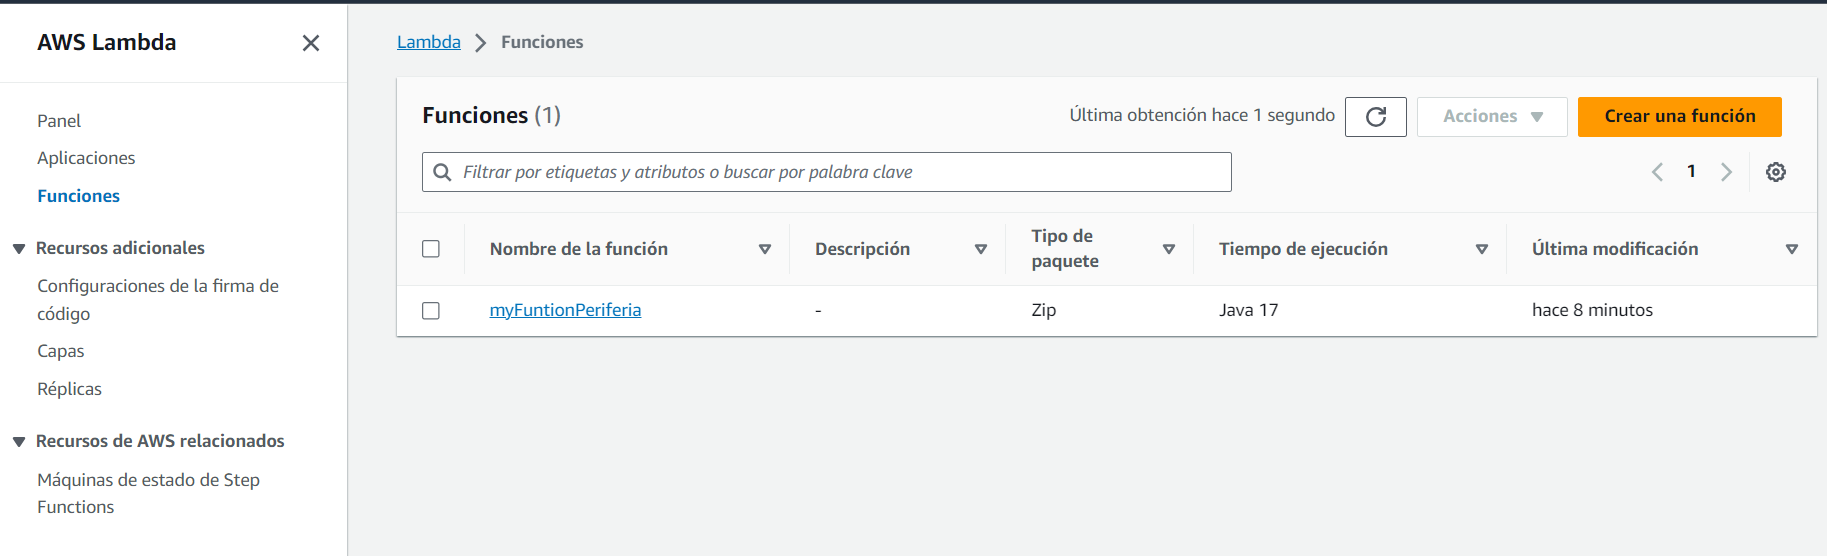 AWS Lambda
Panel
Aplicaciones
Funciones
Recursos adicionales
Configuraciones de la firma de
código
Capas
Réplicas
Recursos de AWS relacionados
Máquinas de estado de Step
Functions
Lambda > Funciones
Funciones (1)
Última obtención hace 1 segundo
Acciones
Crear una función
Filtrar por etiquetas y atributos o buscar por palabra clave
1
Nombre de la función
Descripción
Tipo de
paquete
Tiempo de ejecución
Última modificación
myFuntionPeriferia
-
Zip
Java 17
hace 8 minutos